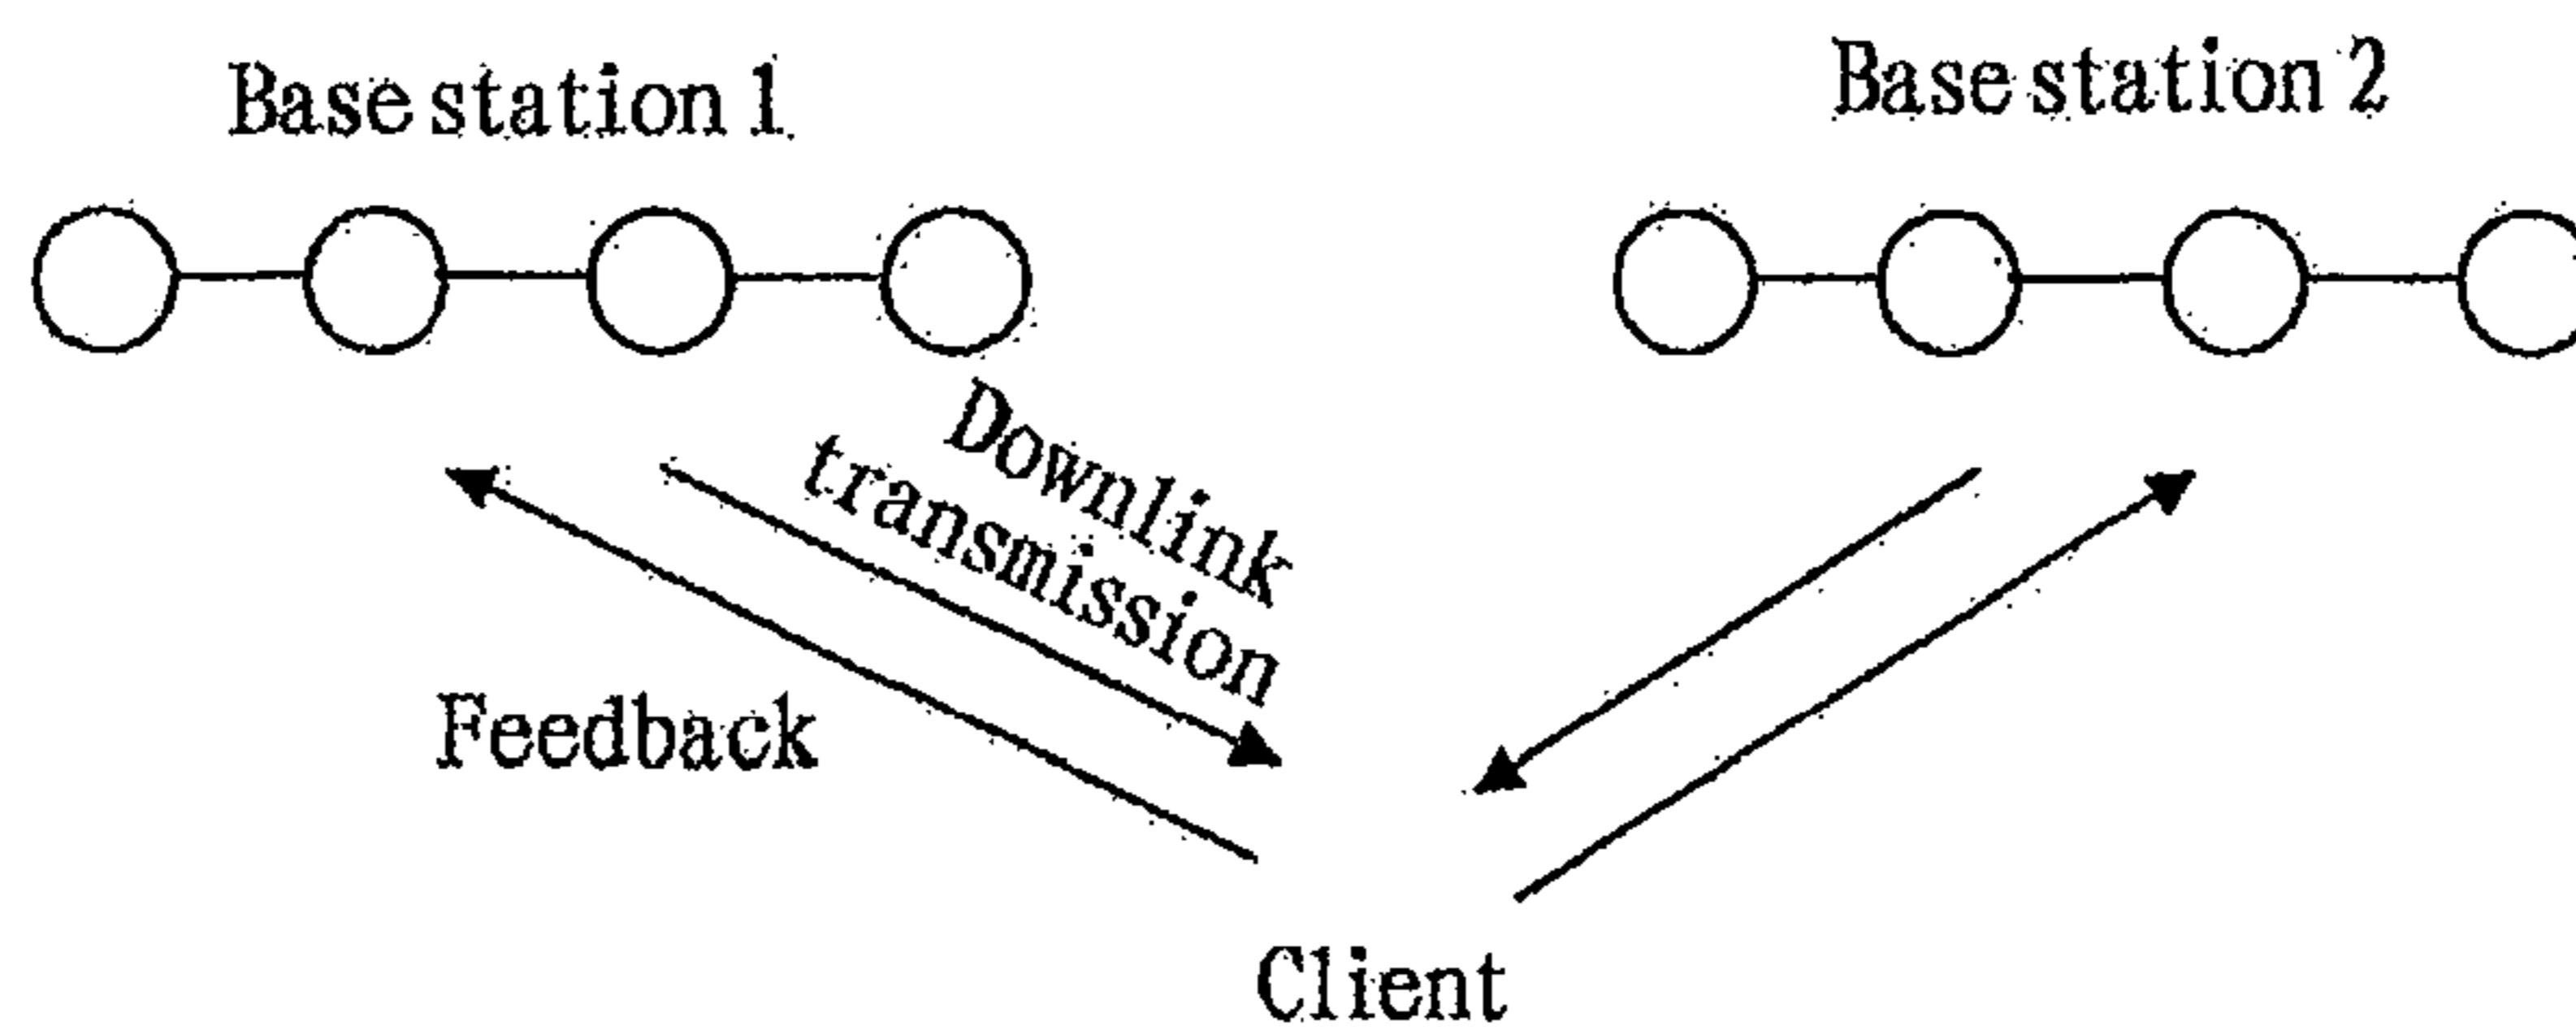 Base station 1
Base station 2
Downlink
transmission
Feedback
Client